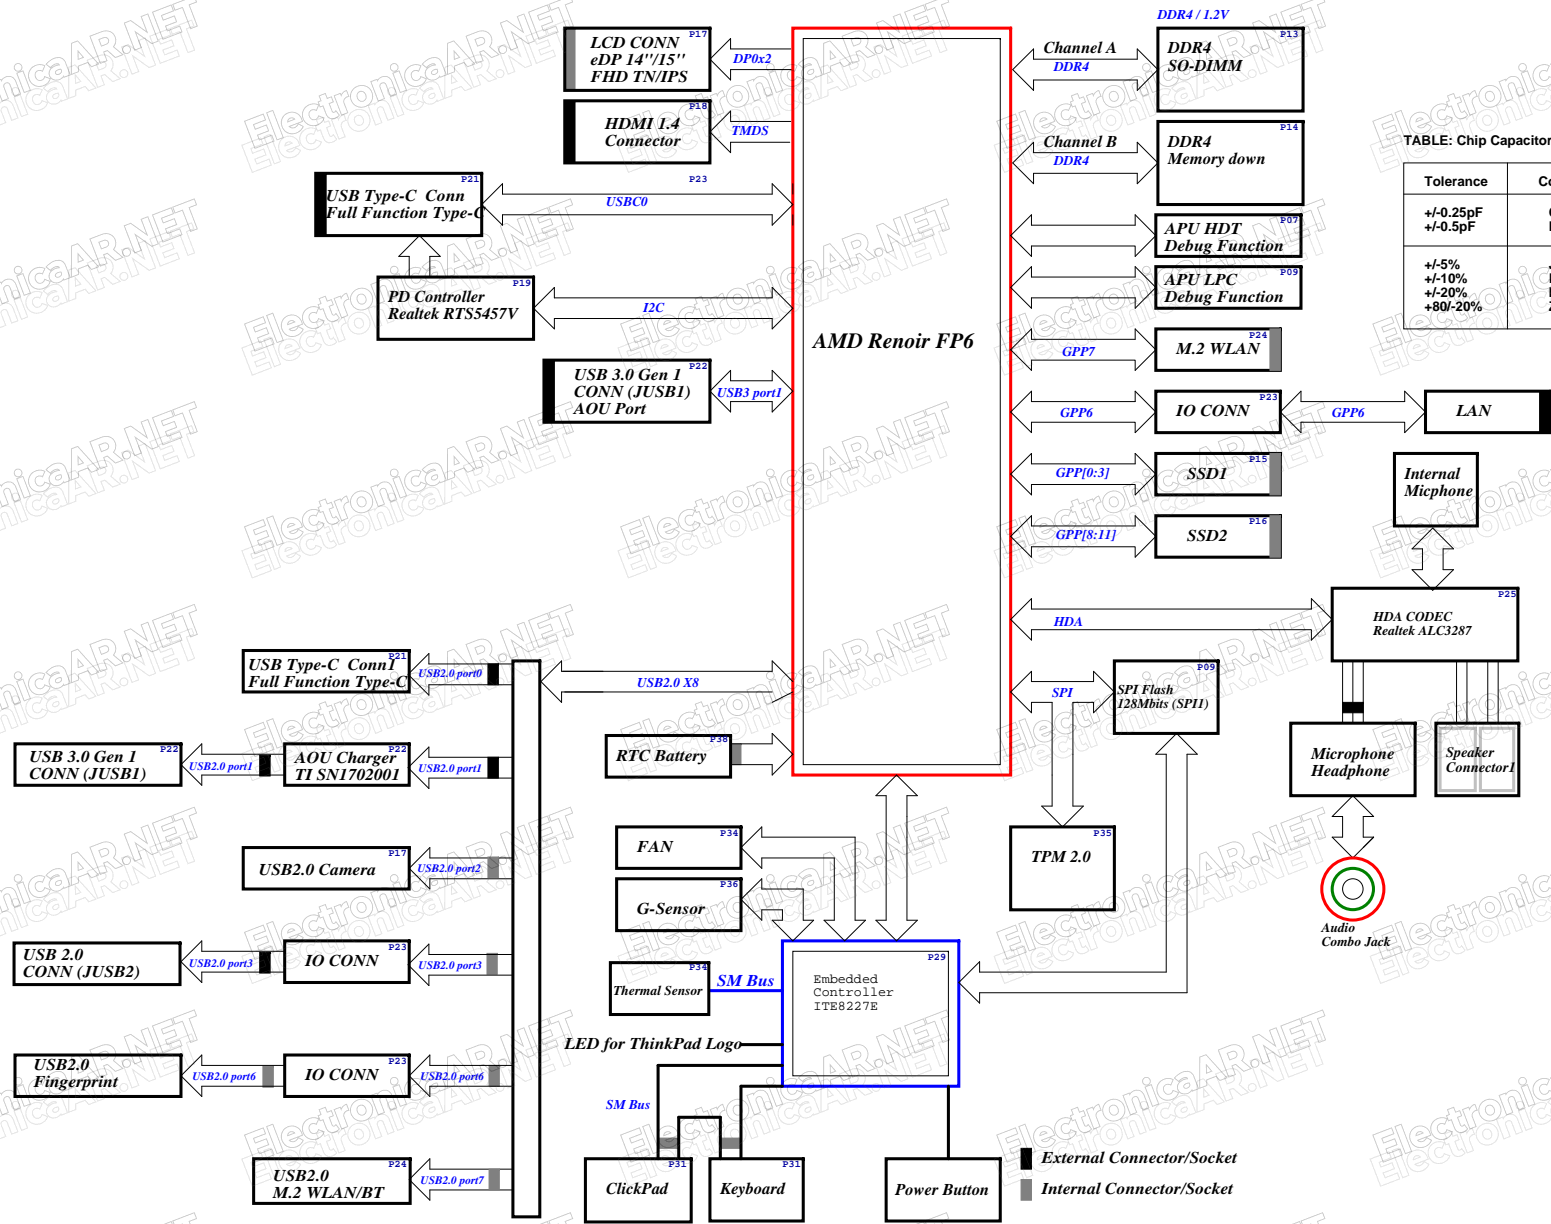 DDR4 / 1.2V
P17
LCD CONN
eDP 14"/15"
FHD TN/IPS
DP0x2
P18
HDMI 1.4
Connector
TMDS
P21
USB Type-C Conn
Full Function Type-C
P23
USBC0
P19
PD Controller
Realtek RTS5457V
I2C
P22
USB 3.0 Gen 1
CONN (JUSB1)
AOU Port
USB3 port1
AMD Renoir FP6
Channel A
DDR4
P13
DDR4
SO-DIMM
Channel B
DDR4
P14
DDR4
Memory down
P07
APU HDT
Debug Function
P09
APU LPC
Debug Function
GPP7
P24
M.2 WLAN
GPP6
P23
IO CONN
GPP6
LAN
GPP[0:3]
P15
SSD1
GPP[8:11]
P16
SSD2
TABLE: Chip Capacitor
Tolerance
+/-0.25pF
+/-0.5pF
+/-5%
+/-10%
+/-20%
+80/-20%
Internal
Micphone
HDA
P25
HDA CODEC
Realtek ALC3287
SPI
P09
SPI Flash
128Mbits (SPI1)
Microphone
Headphone
Speaker
Connector1
Audio
Combo Jack
P35
TPM 2.0
P21
USB Type-C Conn1
Full Function Type-C
USB2.0 port0
USB2.0 X8
P22
USB 3.0 Gen 1
CONN (JUSB1)
USB2.0 port1
P22
AOU Charger
TI SN1702001
USB2.0 port1
P38
RTC Battery
P17
USB2.0 Camera
USB2.0 port2
P34
FAN
P36
G-Sensor
USB 2.0
CONN (JUSB2)
USB2.0 port3
P23
IO CONN
USB2.0 port3
P34
Thermal Sensor
SM Bus
P29
Embedded
Controller
ITE8227E
LED for ThinkPad Logo
USB2.0
Fingerprint
USB2.0 port6
P23
IO CONN
USB2.0 port6
SM Bus
P24
USB2.0
M.2 WLAN/BT
USB2.0 port7
P31
ClickPad
P31
Keyboard
Power Button
External Connector/Socket
Internal Connector/Socket
ElectronicaAR.NET